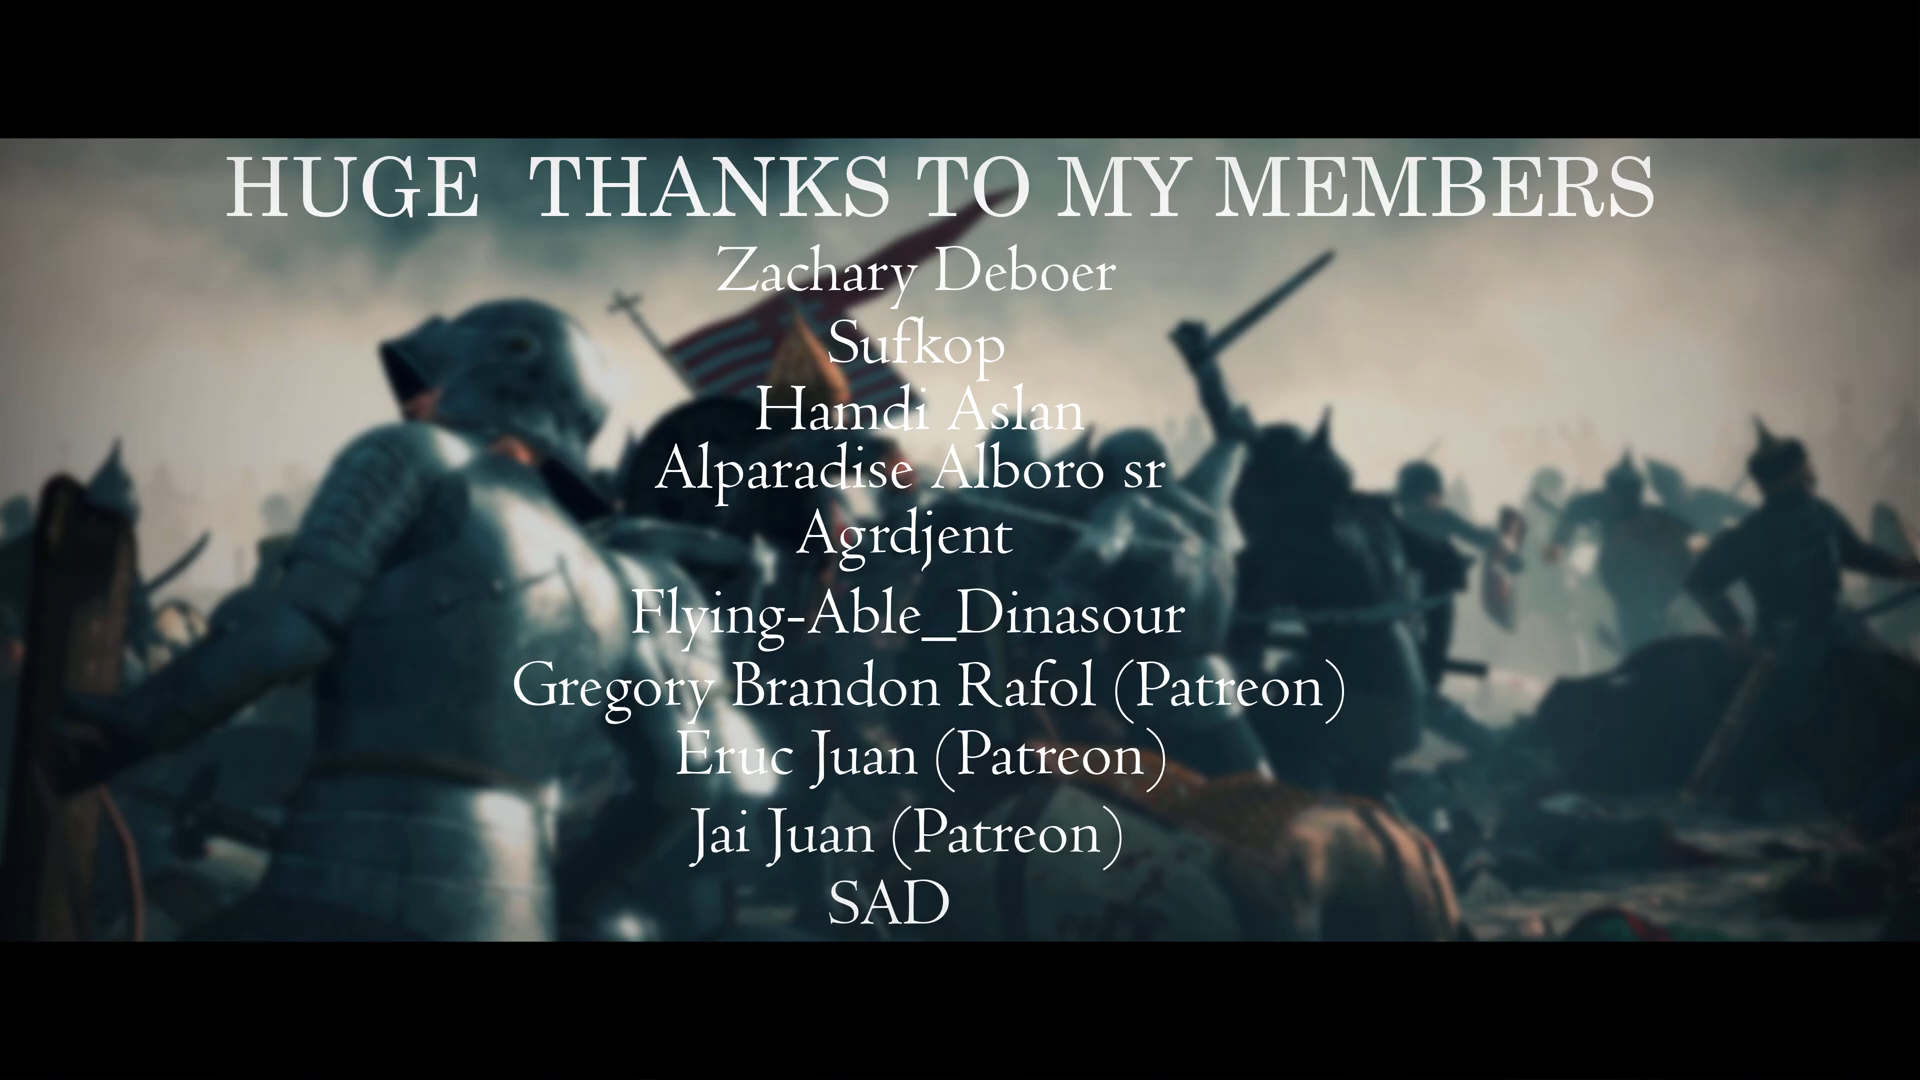 HUGE  THANKS TO MY MEMBERS
Zachary Deboer
Sufkop
Hamdi Aslan
Alparadise Alboro sr
Agrdjent
Flying-Able_Dinasour
Gregory Brandon Rafol (Patreon)
Eruc Juan (Patreon)
Jai Juan (Patreon)
SAD